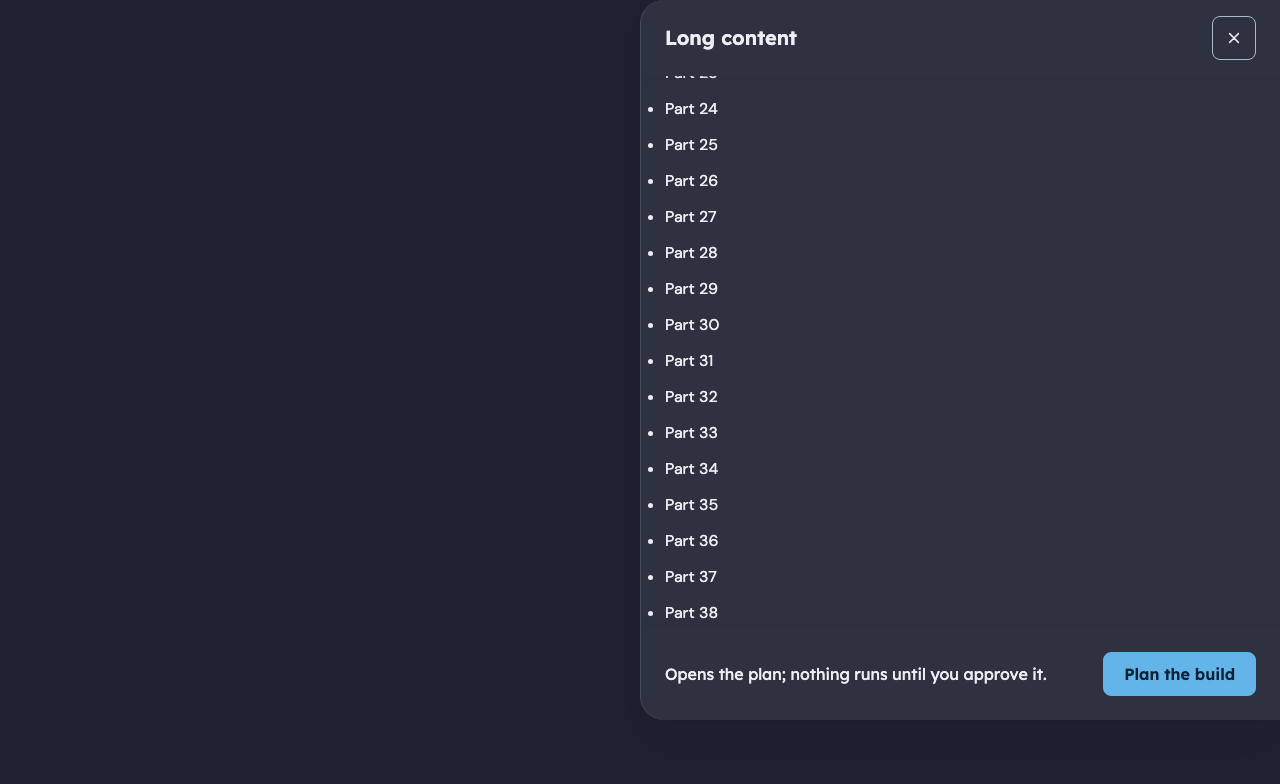 Long content
Part 24
Part 25
Part 26
Part 27
Part 28
Part 29
Part 30
Part 31
Part 32
Part 33
Part 34
Part 35
Part 36
Part 37
Part 38
Opens the plan; nothing runs until you approve it.
Plan the build